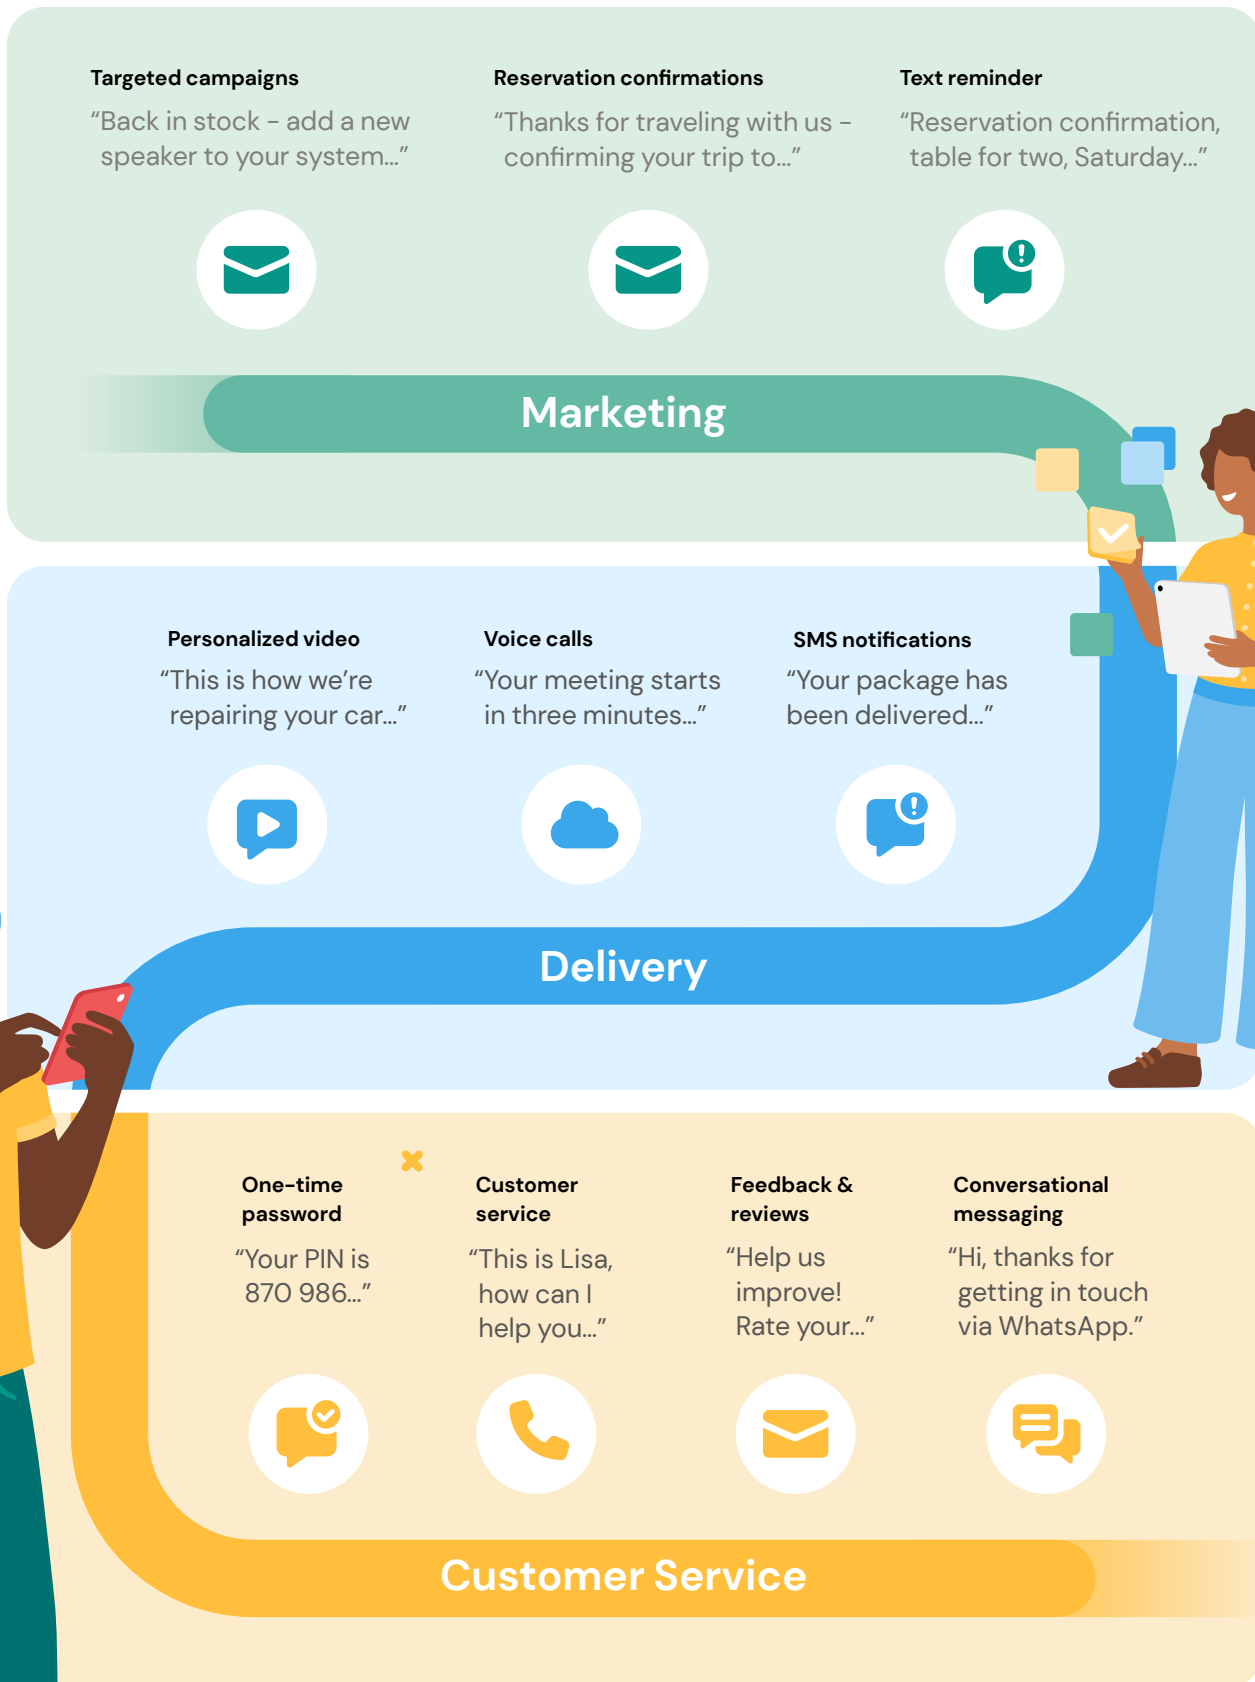 Targeted campaigns
“Back in stock – add a new
speaker to your system...”
Reservation confirmations
“Thanks for traveling with us –
confirming your trip to...”
Text reminder
“Reservation confirmation,
table for two, Saturday...”
Marketing
Personalized video
“This is how we’re
repairing your car...”
Voice calls
“Your meeting starts
in three minutes...”
SMS notifications
“Your package has
been delivered...”
Delivery
One-time
password
“Your PIN is
870 986...”
Customer
service
“This is Lisa,
how can I
help you...”
Feedback &
reviews
“Help us
improve!
Rate your...”
Conversational
messaging
“Hi, thanks for
getting in touch
via WhatsApp.”
Customer Service